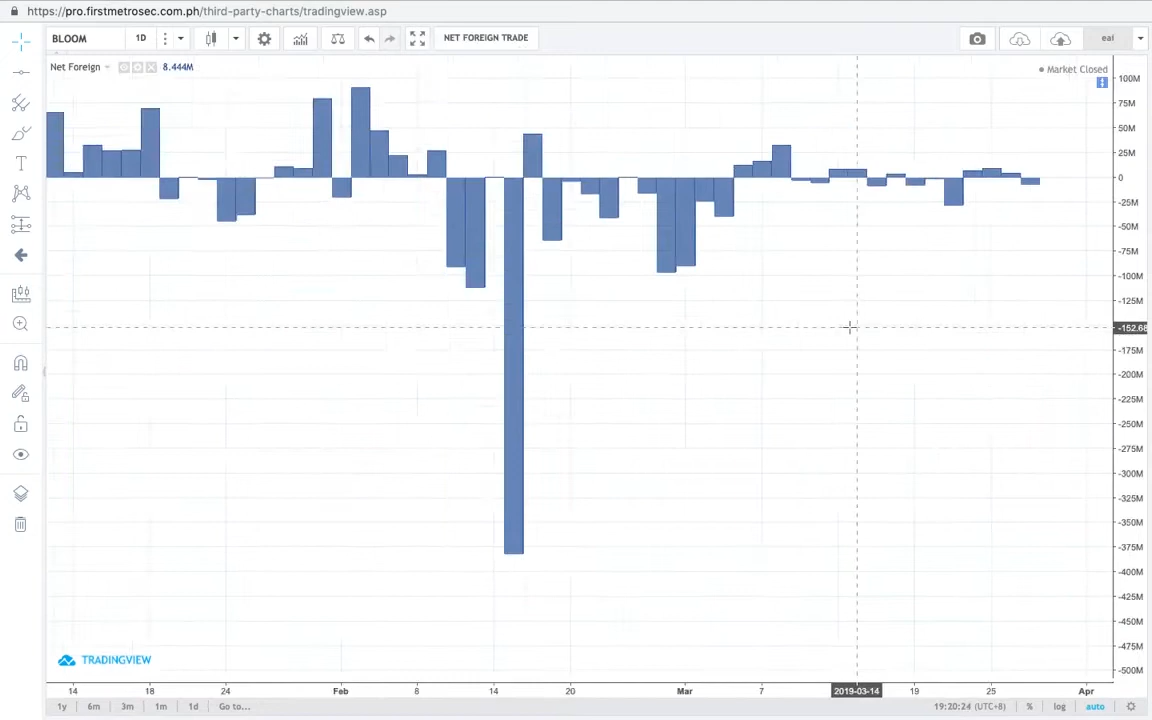 https://pro.firstmetrosec.com.ph/third-party-charts/tradingview.asp
BLOOM 1D NET FOREIGN TRADE eal
Net Foreign 8.444M
Market Closed
100M
75M
50M
25M
0
-25M
-50M
-75M
-100M
-125M
-152.68
-175M
-200M
-225M
-250M
-275M
-300M
-325M
-350M
-375M
-400M
-425M
-450M
-475M
-500M
TRADINGVIEW
14 18 24 Feb 8 14 20 Mar 7 2019-03-14 19 25 Apr
1y 6m 3m 1m 1d Go to... 19:20:24 (UTC+8) % log auto